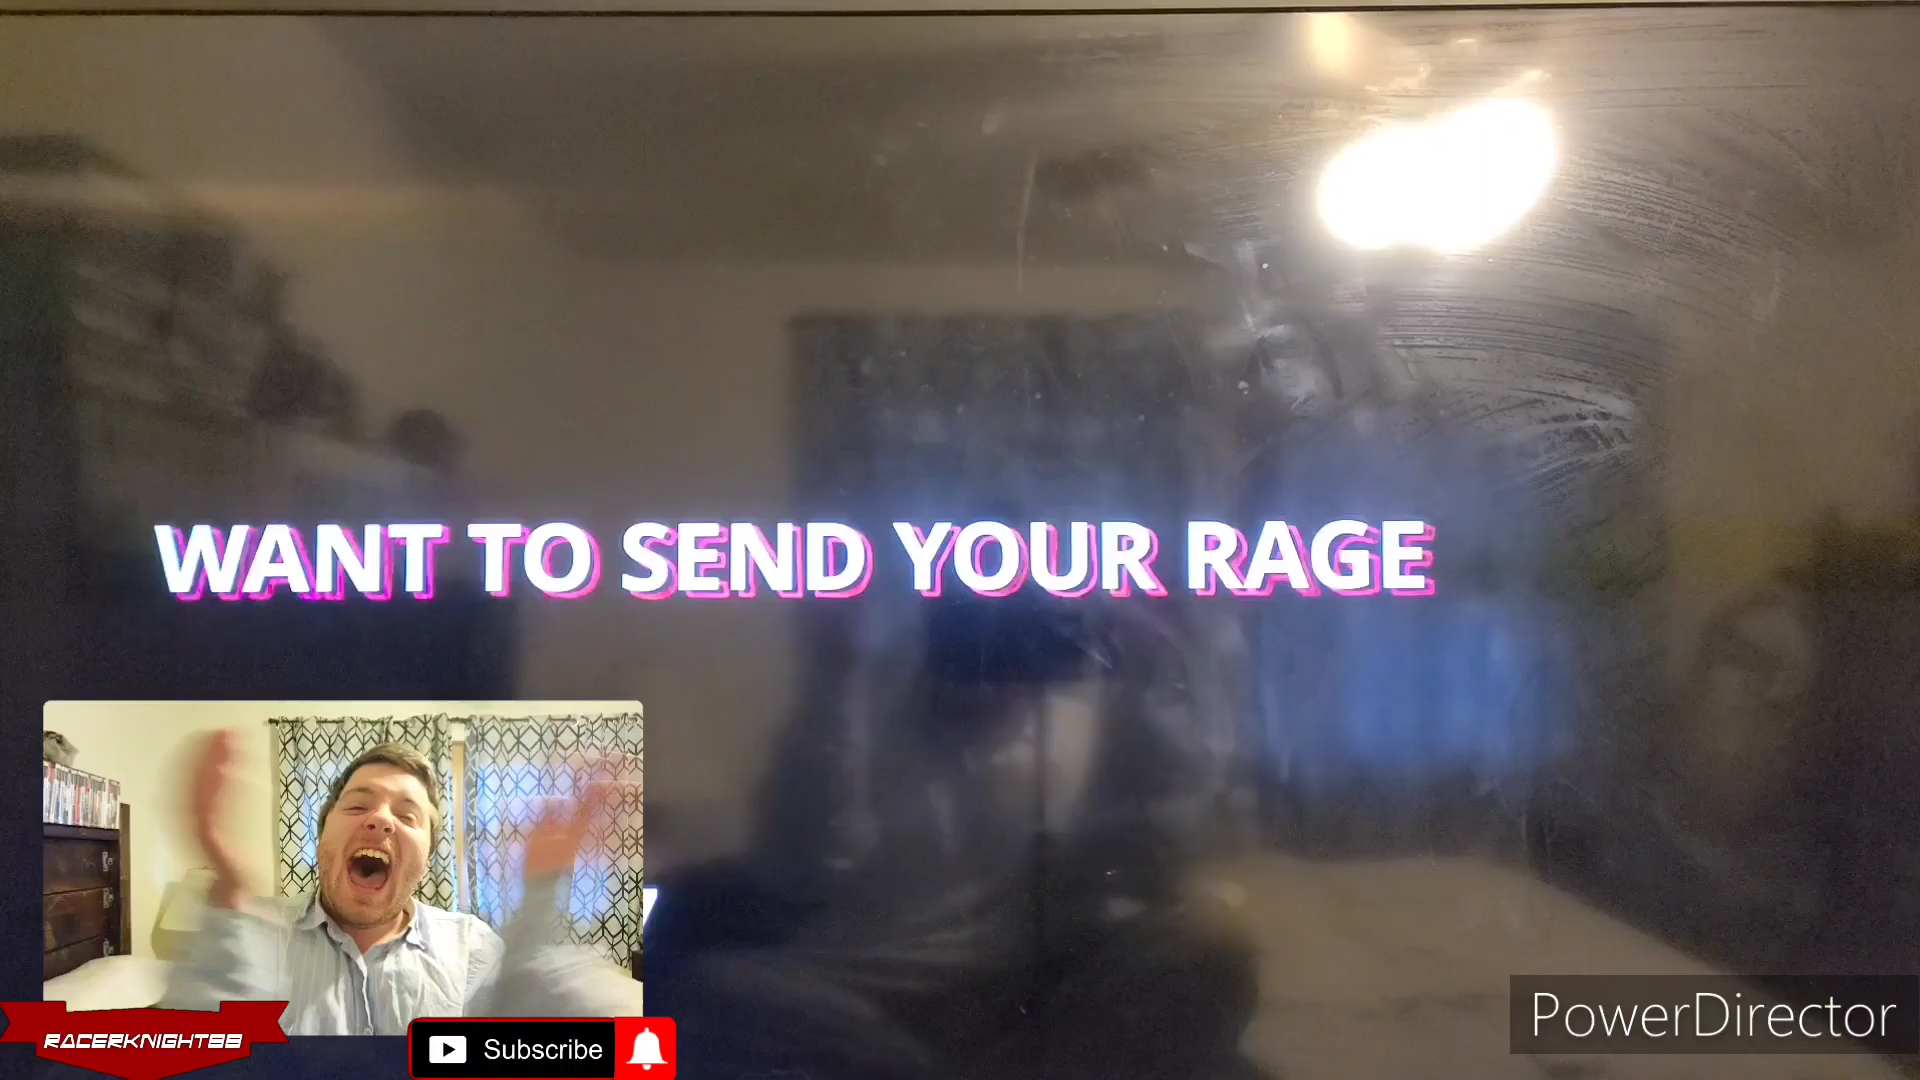 WANT TO SEND YOUR RAGE
RACERKNIGHT88
Subscribe
PowerDirector